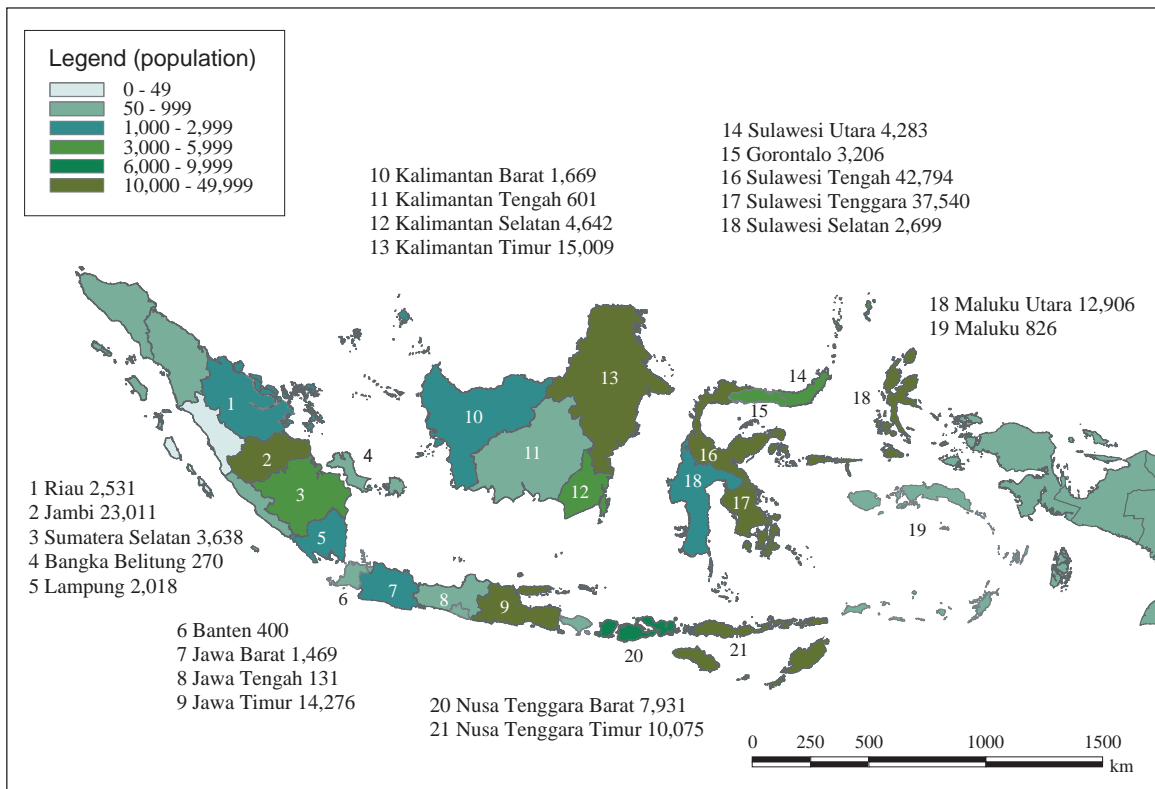 Legend (population)
0 - 49
50 - 999
1,000 - 2,999
3,000 - 5,999
6,000 - 9,999
10,000 - 49,999
14 Sulawesi Utara 4,283
15 Gorontalo 3,206
16 Sulawesi Tengah 42,794
17 Sulawesi Tenggara 37,540
18 Sulawesi Selatan 2,699
10 Kalimantan Barat 1,669
11 Kalimantan Tengah 601
12 Kalimantan Selatan 4,642
13 Kalimantan Timur 15,009
18 Maluku Utara 12,906
19 Maluku 826
1
2
3
4
5
6
7
8
9
10
11
12
13
14
15
16
17
18
18
19
20
21
1 Riau 2,531
2 Jambi 23,011
3 Sumatera Selatan 3,638
4 Bangka Belitung 270
5 Lampung 2,018
6 Banten 400
7 Jawa Barat 1,469
8 Jawa Tengah 131
9 Jawa Timur 14,276
20 Nusa Tenggara Barat 7,931
21 Nusa Tenggara Timur 10,075
0 250 500 1000 1500
km